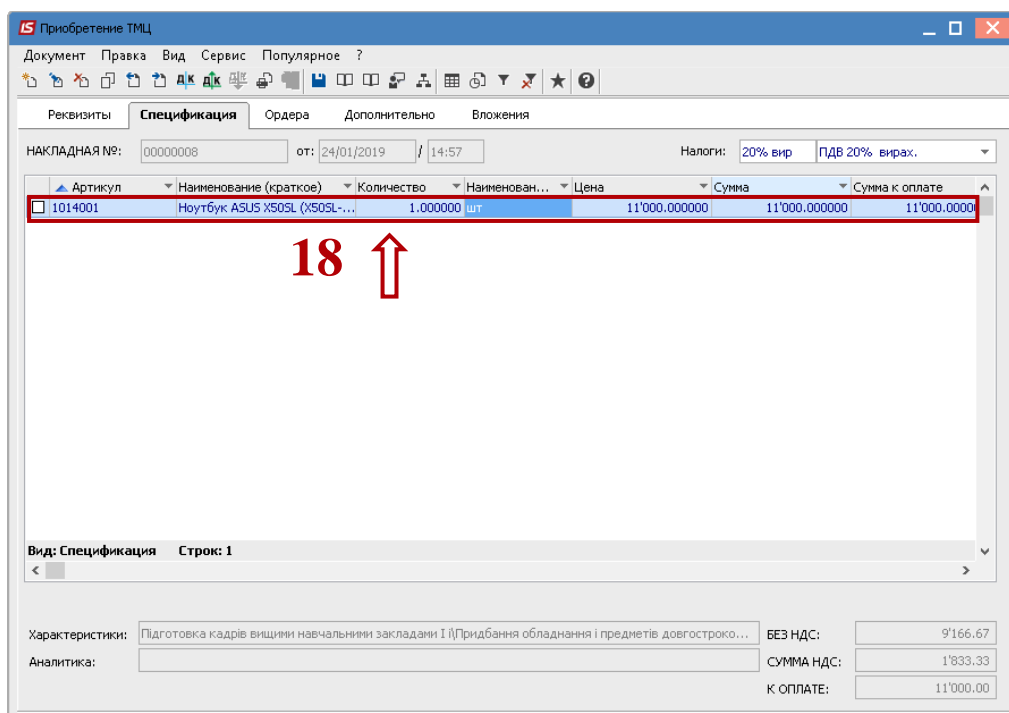 IS Приобретение ТМЦ
Документ Правка Вид Сервис Популярное ?
Реквизиты Спецификация Ордера Дополнительно Вложения
НАКЛАДНАЯ №: 00000008 от: 24/01/2019 / 14:57 Налоги: 20% вир ПДВ 20% вирах.
Артикул Наименование (краткое) Количество Наименован... Цена Сумма Сумма к оплате
1014001 Ноутбук ASUS X505L (X505L-... 1.000000 шт 11'000.000000 11'000.000000 11'000.0000
18
Вид: Спецификация Строк: 1
Характеристики: Підготовка кадрів вищими навчальними закладами I і\Придбання обладнання і предметів довгостроко... БЕЗ НДС: 9'166.67
Аналитика: СУММА НДС: 1'833.33
К ОПЛАТЕ: 11'000.00